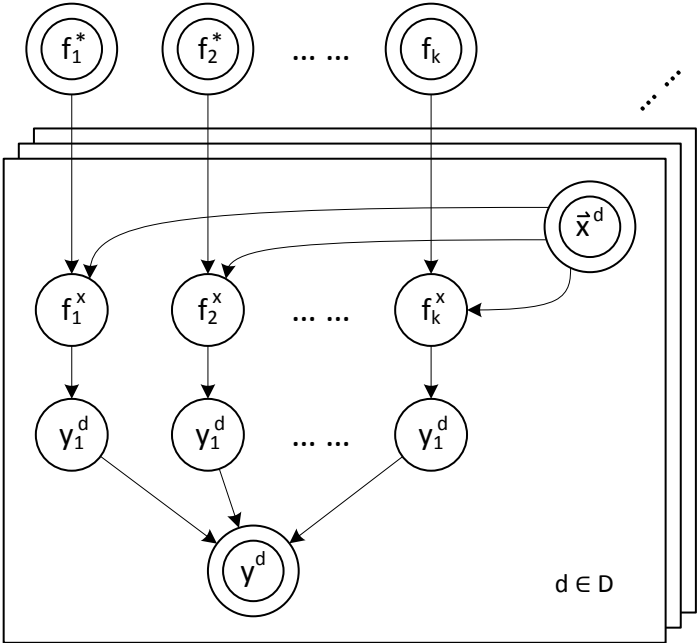 f₁* f₂* ... ... fₖ
x⃗ᵈ
f₁ˣ f₂ˣ ... ... fₖˣ
y₁ᵈ y₁ᵈ ... ... y₁ᵈ
yᵈ
d ∈ D